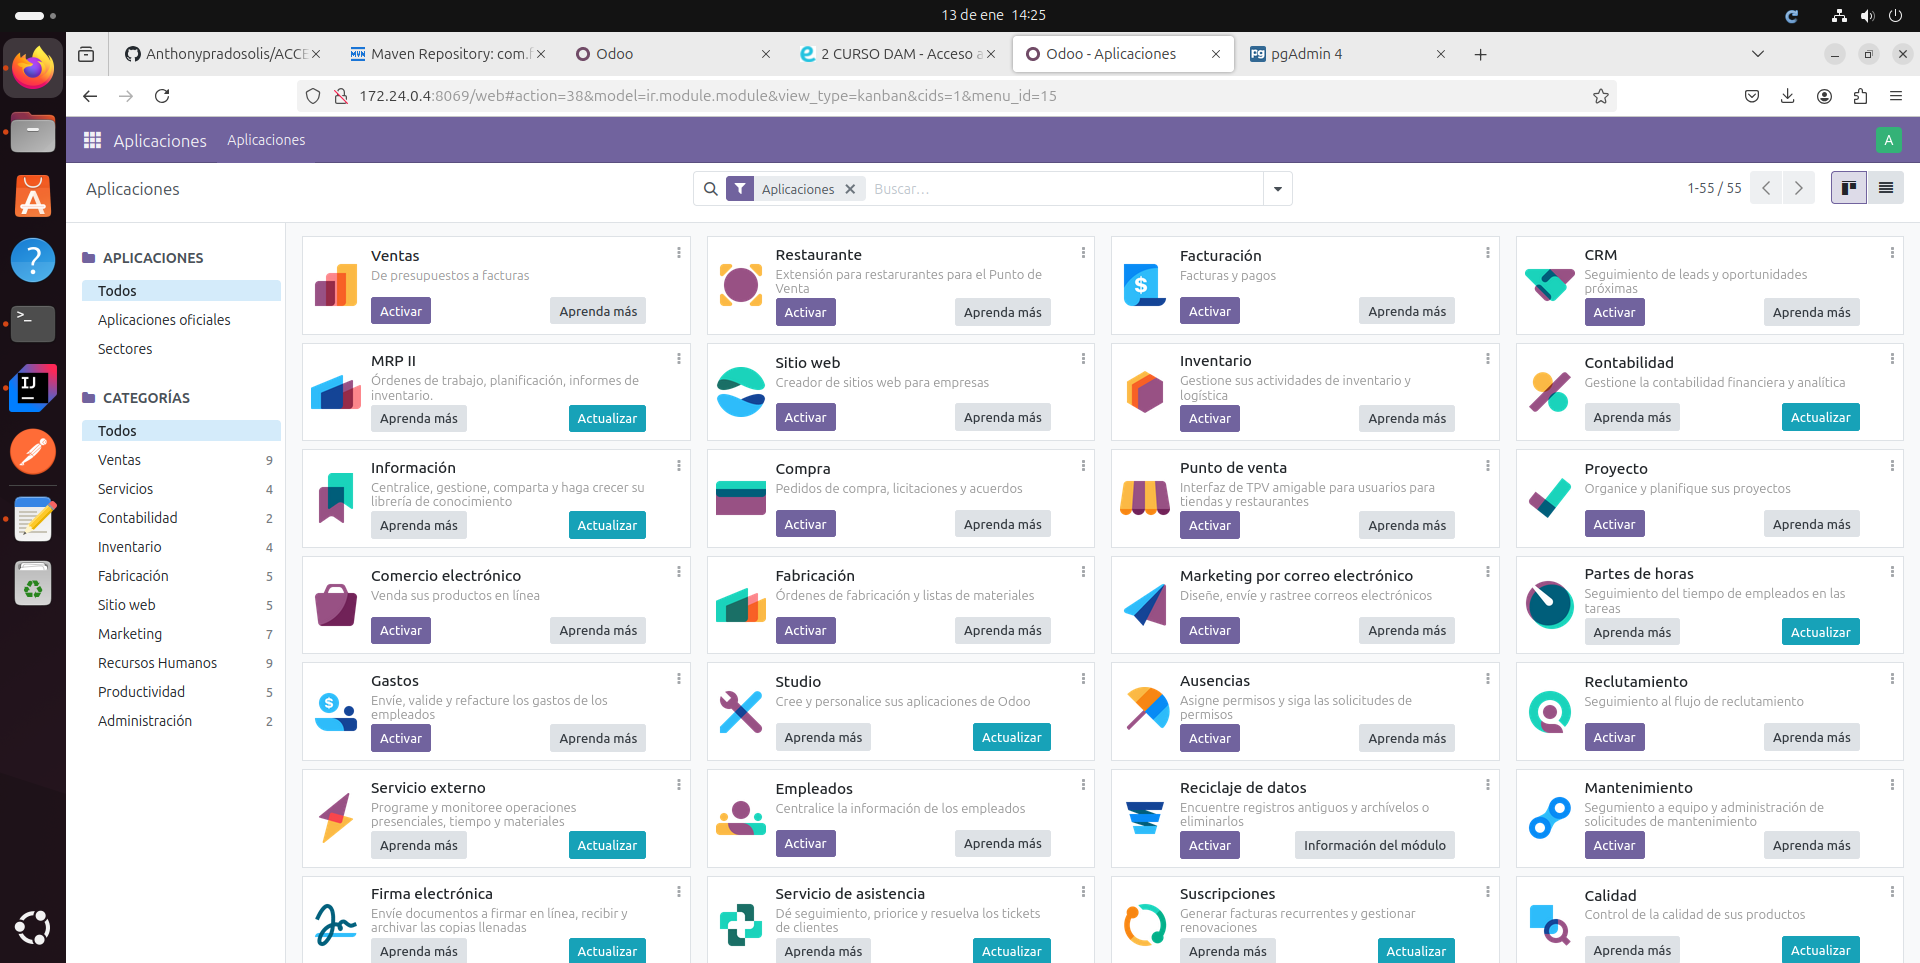 13 de ene 14:25
Anthonypradosolis/ACCE
Maven Repository: com.f
Odoo
2 CURSO DAM - Acceso a
Odoo - Aplicaciones
pgAdmin 4
172.24.0.4:8069/web#action=38&model=ir.module.module&view_type=kanban&cids=1&menu_id=15
Aplicaciones
Aplicaciones
A
Aplicaciones
Aplicaciones
Buscar...
1-55 / 55
APLICACIONES
Todos
Aplicaciones oficiales
Sectores
CATEGORÍAS
Todos
Ventas 9
Servicios 4
Contabilidad 2
Inventario 4
Fabricación 5
Sitio web 5
Marketing 7
Recursos Humanos 9
Productividad 5
Administración 2
Ventas
De presupuestos a facturas
Activar
Aprenda más
Restaurante
Extensión para restarurantes para el Punto de
Venta
Activar
Aprenda más
Facturación
Facturas y pagos
Activar
Aprenda más
CRM
Seguimiento de leads y oportunidades
próximas
Activar
Aprenda más
MRP II
Órdenes de trabajo, planificación, informes de
inventario.
Aprenda más
Actualizar
Sitio web
Creador de sitios web para empresas
Activar
Aprenda más
Inventario
Gestione sus actividades de inventario y
logística
Activar
Aprenda más
Contabilidad
Gestione la contabilidad financiera y analítica
Aprenda más
Actualizar
Información
Centralice, gestione, comparta y haga crecer su
librería de conocimiento
Aprenda más
Actualizar
Compra
Pedidos de compra, licitaciones y acuerdos
Activar
Aprenda más
Punto de venta
Interfaz de TPV amigable para usuarios para
tiendas y restaurantes
Activar
Aprenda más
Proyecto
Organice y planifique sus proyectos
Activar
Aprenda más
Comercio electrónico
Venda sus productos en línea
Activar
Aprenda más
Fabricación
Órdenes de fabricación y listas de materiales
Activar
Aprenda más
Marketing por correo electrónico
Diseñe, envíe y rastree correos electrónicos
Activar
Aprenda más
Partes de horas
Seguimiento del tiempo de empleados en las
tareas
Aprenda más
Actualizar
Gastos
Envíe, valide y refacture los gastos de los
empleados
Activar
Aprenda más
Studio
Cree y personalice sus aplicaciones de Odoo
Aprenda más
Actualizar
Ausencias
Asigne permisos y siga las solicitudes de
permisos
Activar
Aprenda más
Reclutamiento
Seguimiento al flujo de reclutamiento
Activar
Aprenda más
Servicio externo
Programe y monitoree operaciones
presenciales, tiempo y materiales
Aprenda más
Actualizar
Empleados
Centralice la información de los empleados
Activar
Aprenda más
Reciclaje de datos
Encuentre registros antiguos y archívelos o
elimínarlos
Activar
Información del módulo
Mantenimiento
Segumiento a equipo y administración de
solicitudes de mantenimiento
Activar
Aprenda más
Firma electrónica
Envíe documentos a firmar en línea, recibir y
archivar las copias llenadas
Aprenda más
Actualizar
Servicio de asistencia
Dé seguimiento, priorice y resuelva los tickets
de clientes
Aprenda más
Actualizar
Suscripciones
Generar facturas recurrentes y gestionar
renovaciones
Aprenda más
Actualizar
Calidad
Control de la calidad de sus productos
Aprenda más
Actualizar